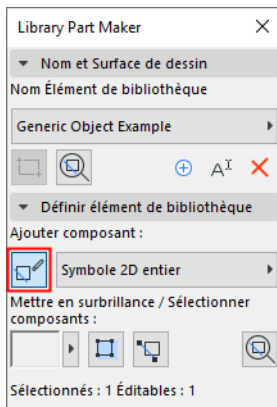 Library Part Maker
Nom et Surface de dessin
Nom Élément de bibliothèque
Generic Object Example
Définir élément de bibliothèque
Ajouter composant :
Symbole 2D entier
Mettre en surbrillance / Sélectionner
composants :
Sélectionnés : 1 Éditables : 1